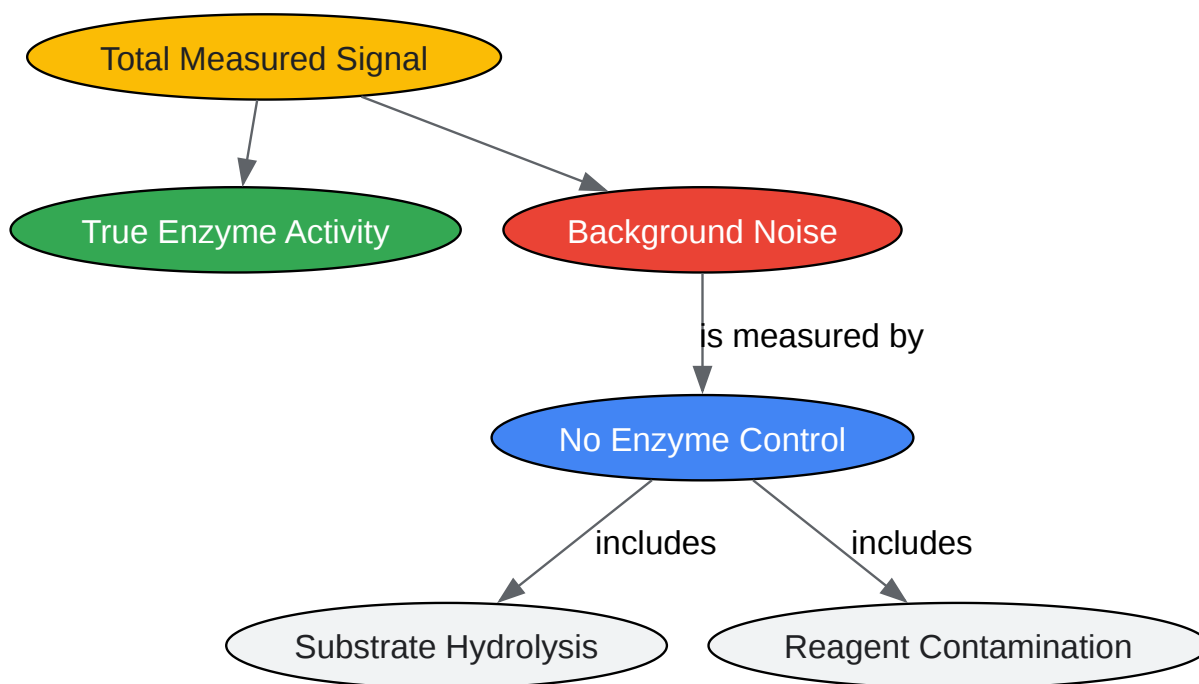 Total Measured Signal
True Enzyme Activity
Background Noise
is measured by
No Enzyme Control
includes
includes
Substrate Hydrolysis
Reagent Contamination